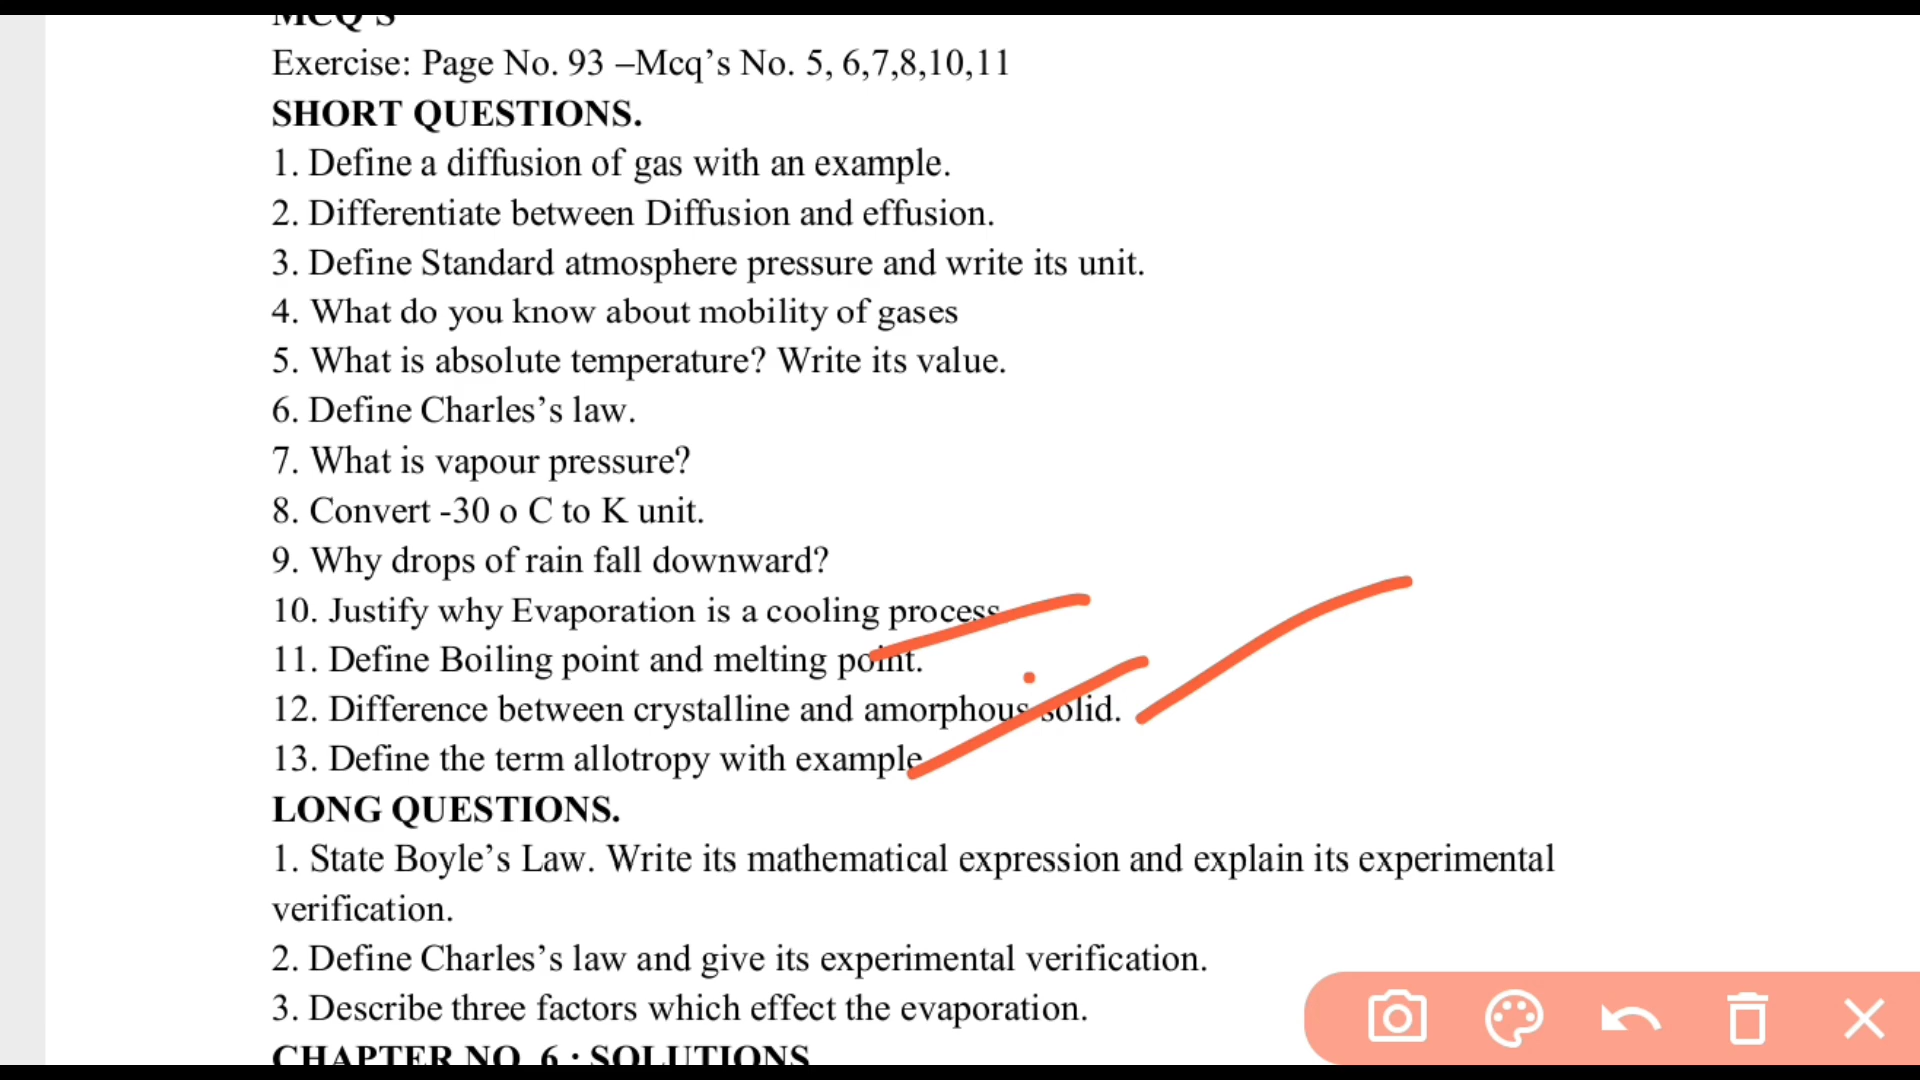 MCQ'S
Exercise: Page No. 93 –Mcq’s No. 5, 6,7,8,10,11
SHORT QUESTIONS.
1. Define a diffusion of gas with an example.
2. Differentiate between Diffusion and effusion.
3. Define Standard atmosphere pressure and write its unit.
4. What do you know about mobility of gases
5. What is absolute temperature? Write its value.
6. Define Charles’s law.
7. What is vapour pressure?
8. Convert -30 o C to K unit.
9. Why drops of rain fall downward?
10. Justify why Evaporation is a cooling process
11. Define Boiling point and melting point.
12. Difference between crystalline and amorphous solid.
13. Define the term allotropy with example
LONG QUESTIONS.
1. State Boyle’s Law. Write its mathematical expression and explain its experimental
verification.
2. Define Charles’s law and give its experimental verification.
3. Describe three factors which effect the evaporation.
CHAPTER NO. 6 : SOLUTIONS